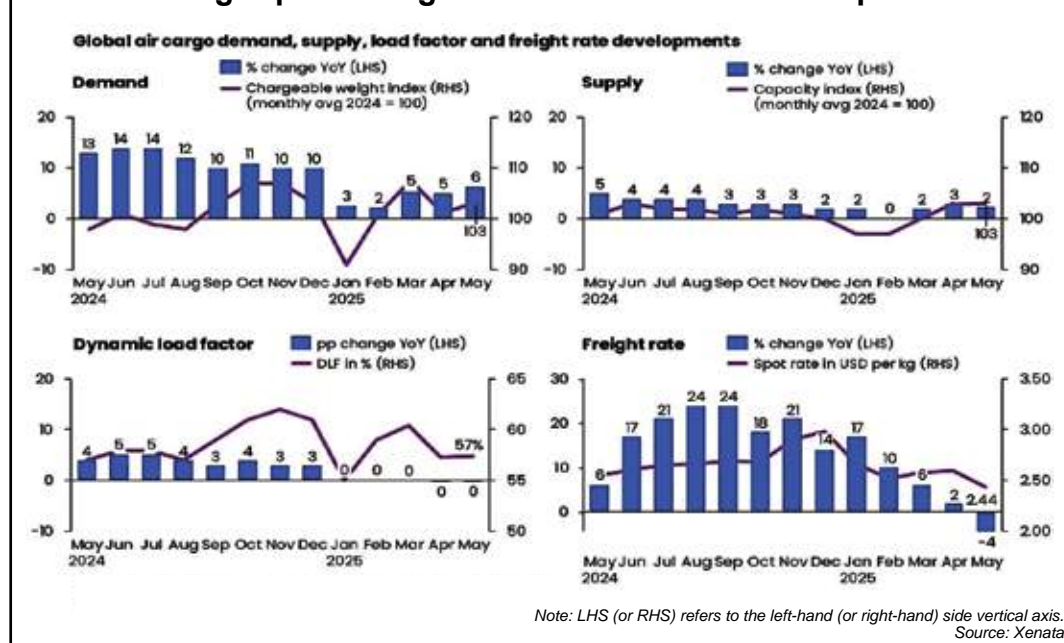 Global air cargo demand, supply, load factor and freight rate developments
Demand
% change YoY (LHS)
Chargeable weight index (RHS)
(monthly avg 2024 = 100)
20
10
0
-10
120
110
100
90
13 14 14 12 10 11 10 10 3 2 5 5 6
103
May Jun Jul Aug Sep Oct Nov Dec Jan Feb Mar Apr May
2024 2025
Supply
% change YoY (LHS)
Capacity index (RHS)
(monthly avg 2024 = 100)
20
10
0
-10
120
110
100
90
5 4 4 4 3 3 3 2 2 0 2 3 2
103
May Jun Jul Aug Sep Oct Nov Dec Jan Feb Mar Apr May
2024 2025
Dynamic load factor
pp change YoY (LHS)
DLF in % (RHS)
20
10
0
-10
65
60
55
50
4 5 5 4 3 4 3 3 0 0 0 0 0
57%
May Jun Jul Aug Sep Oct Nov Dec Jan Feb Mar Apr May
2024 2025
Freight rate
% change YoY (LHS)
Spot rate in USD per kg (RHS)
30
20
10
0
3.50
3.00
2.50
2.00
6 17 21 24 24 18 21 14 17 10 6 2 -4
2.44
May Jun Jul Aug Sep Oct Nov Dec Jan Feb Mar Apr May
2024 2025
Note: LHS (or RHS) refers to the left-hand (or right-hand) side vertical axis.
Source: Xenata